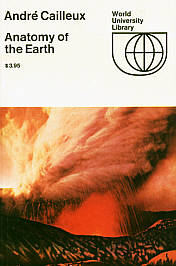 André Cailleux
Anatomy of
the Earth
$3.95
World
University
Library